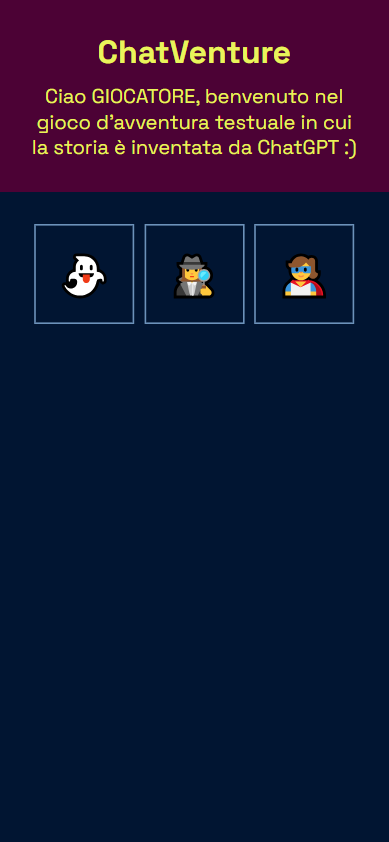 ChatVenture
Ciao GIOCATORE, benvenuto nel
gioco d'avventura testuale in cui
la storia è inventata da ChatGPT :)